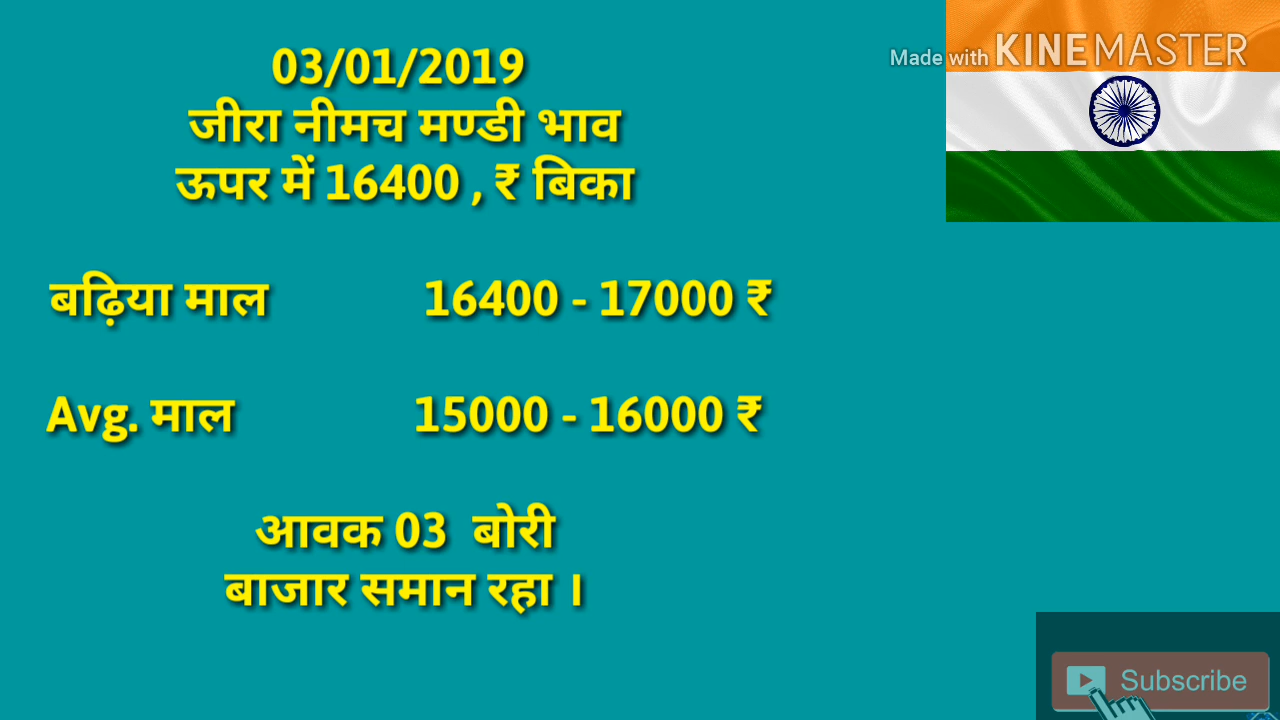 03/01/2019
जीरा नीमच मण्डी भाव
ऊपर में 16400 , ₹ बिका
बढ़िया माल 16400 - 17000 ₹
Avg. माल 15000 - 16000 ₹
आवक 03 बोरी
बाजार समान रहा ।
Made with KINEMASTER
Subscribe